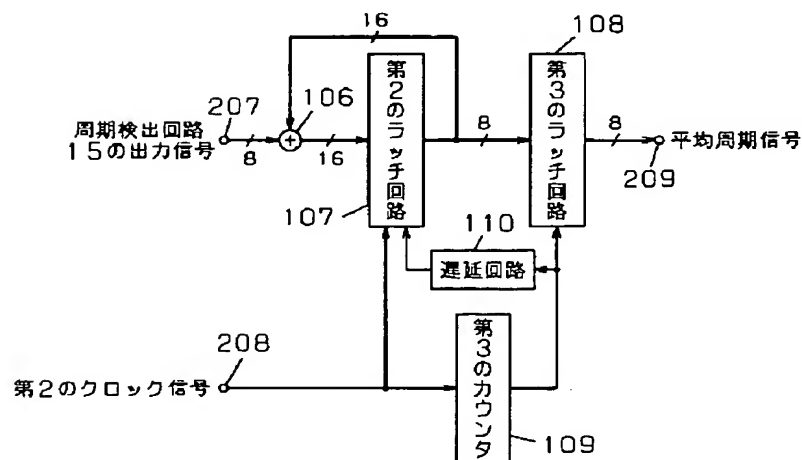 16
108
207
106
周期検出回路
15の出力信号
8
+
16
第2のラッチ回路
107
8
第3のラッチ回路
8
平均周期信号
209
110
遅延回路
208
第2のクロック信号
第3のカウンタ
109